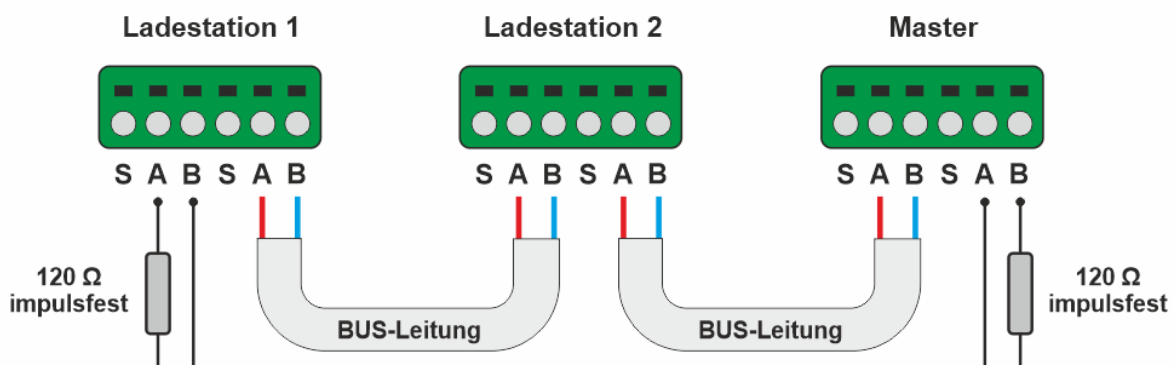 Ladestation 1 Ladestation 2 Master
S A B S A B S A B S A B S A B S A B
120 Ω
impulsfest
BUS-Leitung BUS-Leitung
120 Ω
impulsfest